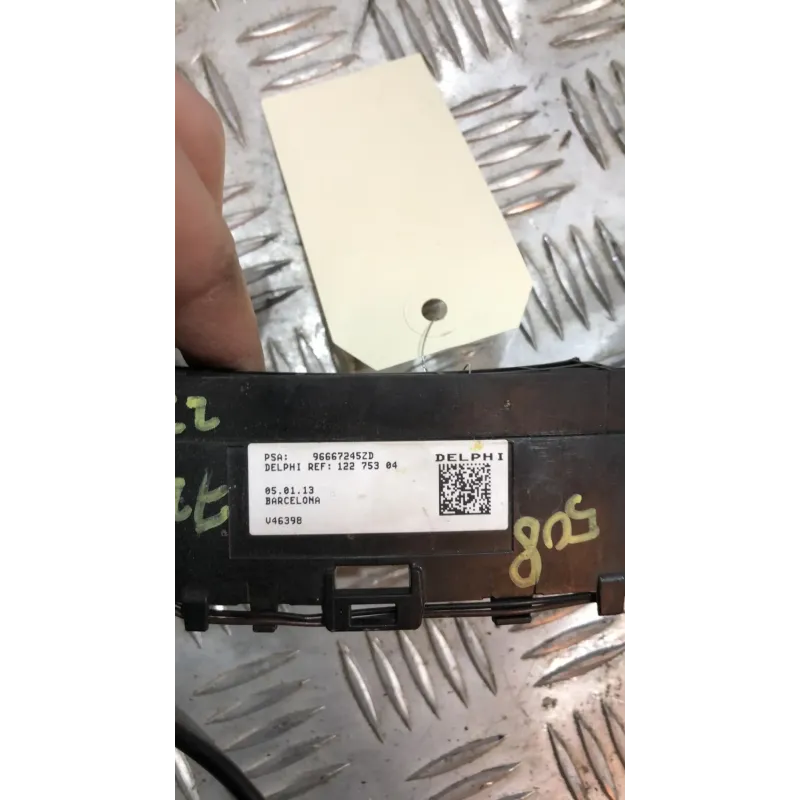 PSA: 96667245ZD DELPHI
DELPHI REF: 122 753 04
05.01.13
BARCELONA
V46398
508